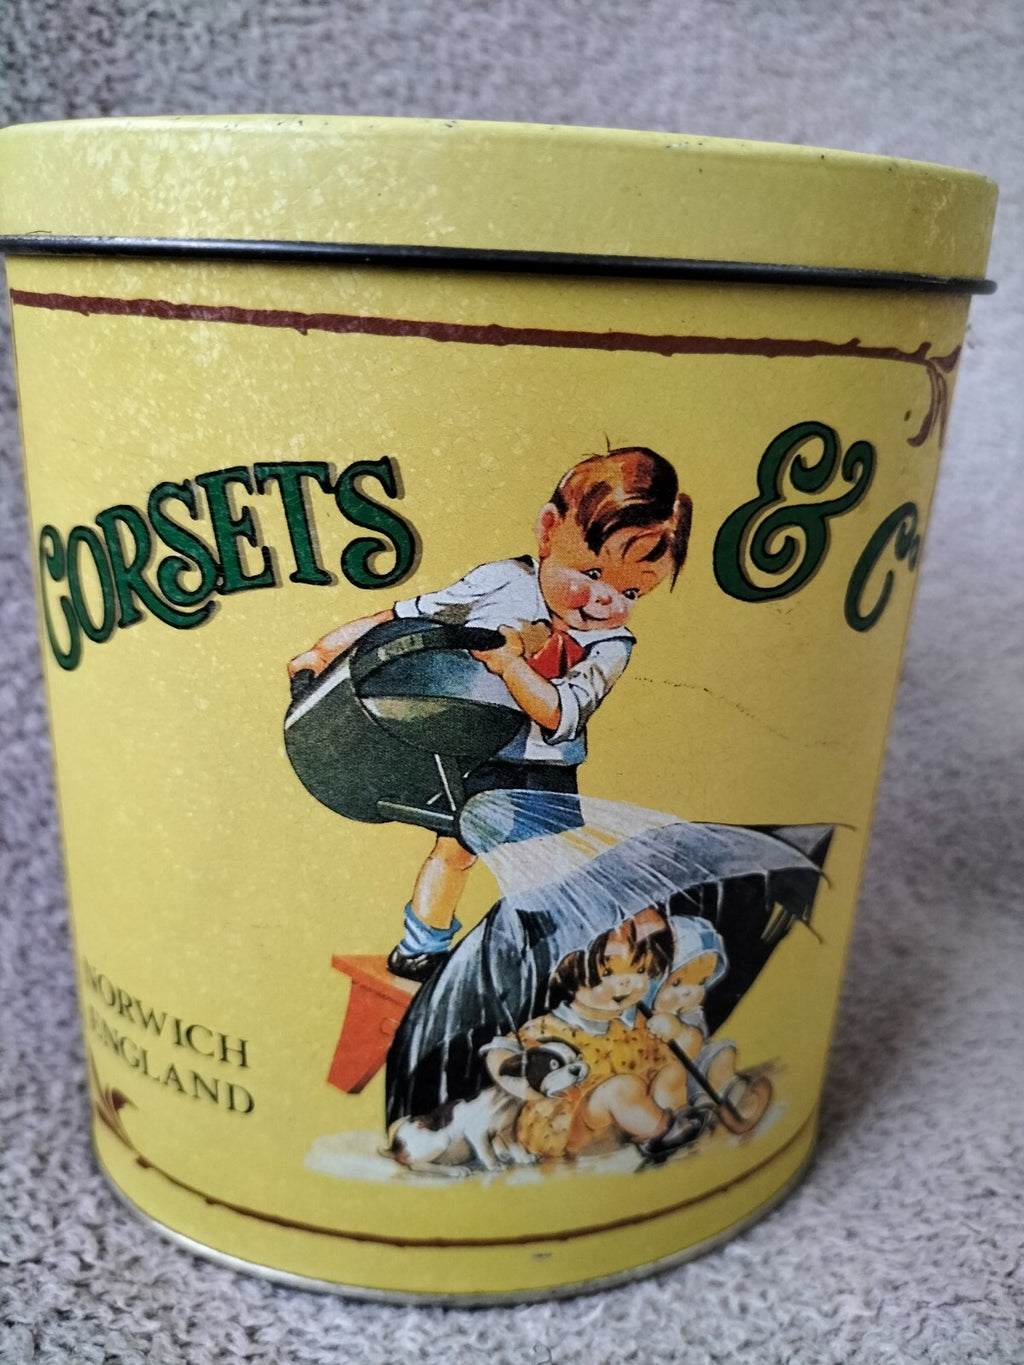 CORSETS & C
NORWICH
ENGLAND